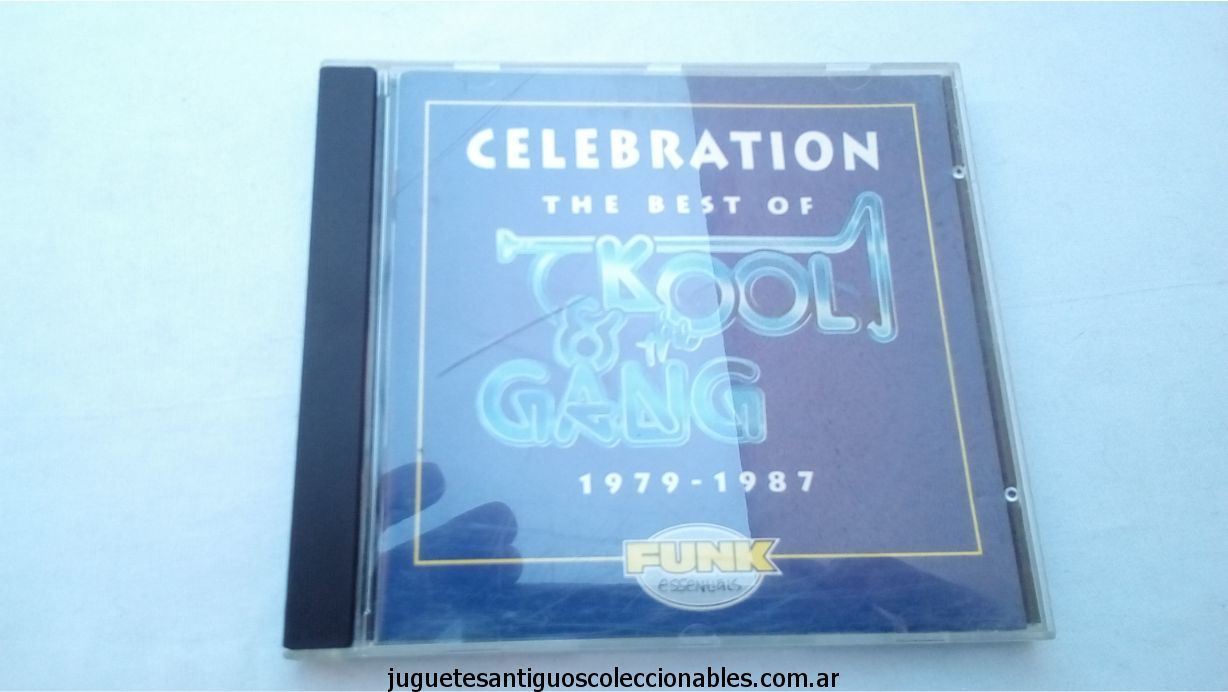 CELEBRATION
THE BEST OF
KOOL
& the
GANG
1979-1987
FUNK
essentials
juguetesantiguoscoleccionables.com.ar